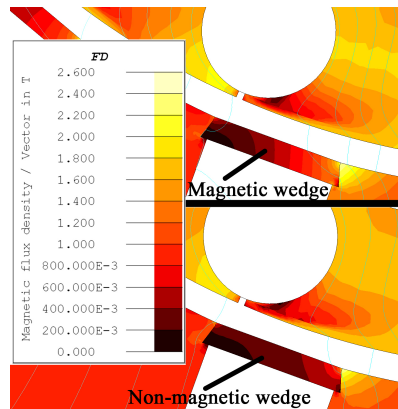 FD
Magnetic flux density / Vector in T
2.600
2.400
2.200
2.000
1.800
1.600
1.400
1.200
1.000
800.000E-3
600.000E-3
400.000E-3
200.000E-3
0.000
Magnetic wedge
Non-magnetic wedge